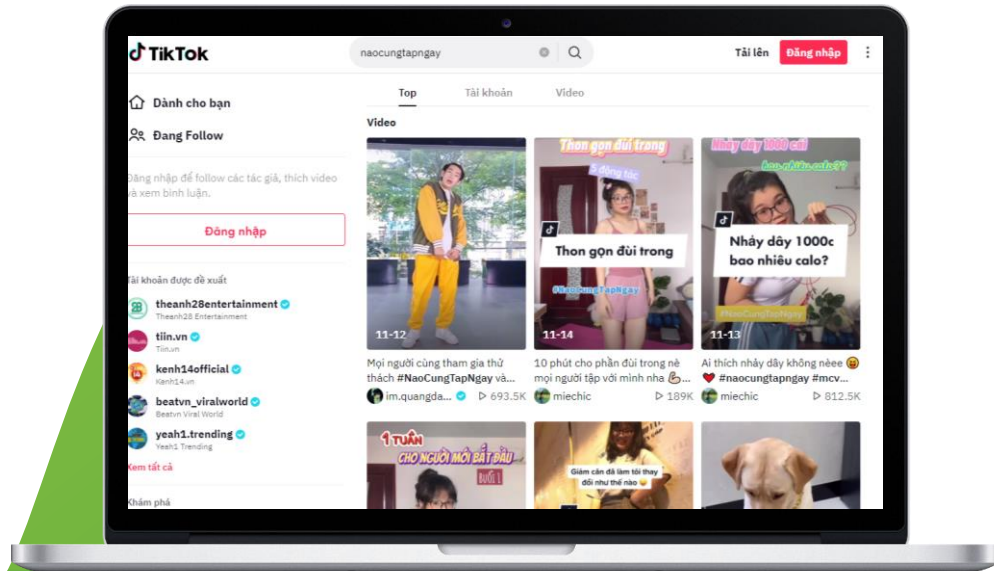 TikTok
naocungtapngay
Tải lên
Đăng nhập
Dành cho bạn
Đang Follow
Đăng nhập để follow các tác giả, thích video
và xem bình luận.
Đăng nhập
Tài khoản được đề xuất
theanh28entertainment
Theanh28 Entertainment
tiin.vn
Tiin.vn
kenh14official
Kenh14.vn
beatvn_viralworld
Beatvn Viral World
yeah1.trending
Yeah1 Trending
Xem tất cả
Khám phá
Top
Tài khoản
Video
Video
11-12
Mọi người cùng tham gia thử
thách #NaoCungTapNgay và...
im.quangda...
693.5K
Thon gọn đùi trong
5 động tác
Thon gọn đùi trong
#NaoCungTapNgay
11-14
10 phút cho phần đùi trong nè
mọi người tập với mình nha
miechic
189K
Nhảy dây 1000 cái
bao nhiêu calo??
Nhảy dây 1000c
bao nhiêu calo?
#NaoCungTapNgay
11-13
Ai thích nhảy dây không nèee
#naocungtapngay #mcv...
miechic
812.5K
1 TUẦN
CHO NGƯỜI MỚI BẮT ĐẦU
BUỔI 1
Giảm cân đã làm tôi thay
đổi như thế nào